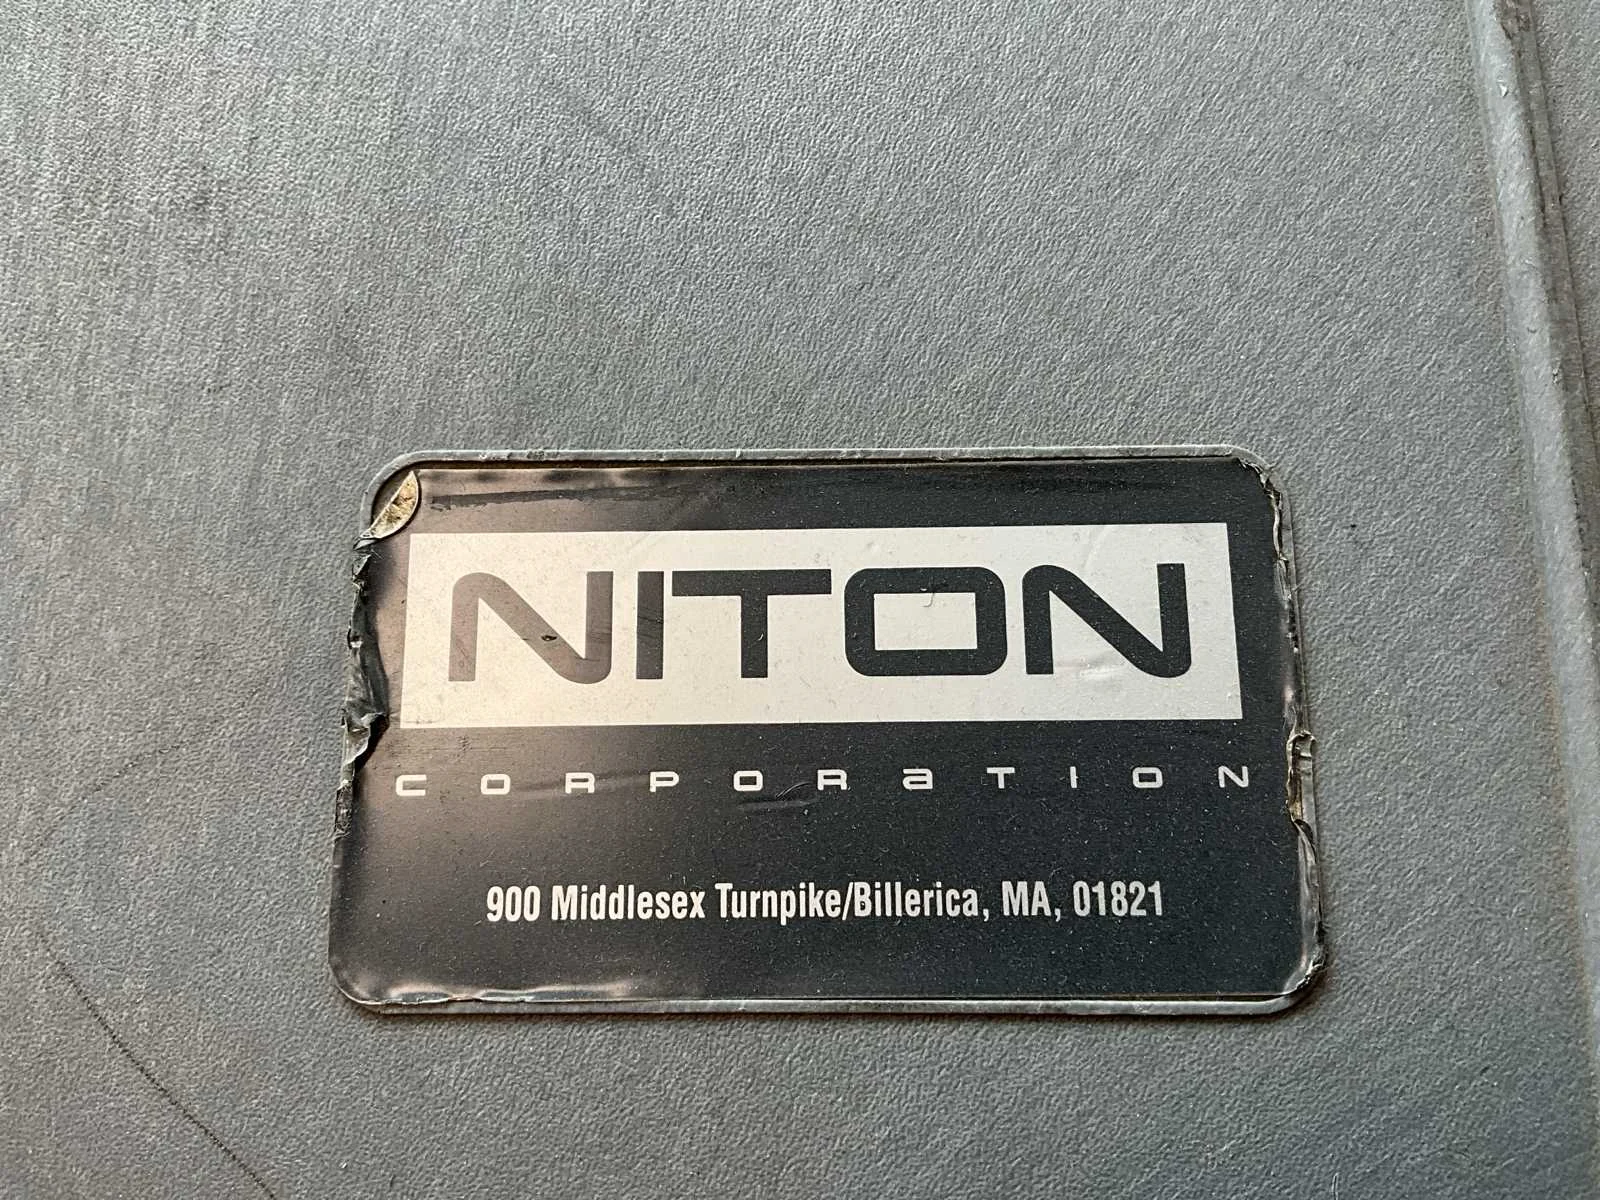 NITON
CORPORATION
900 Middlesex Turnpike/Billerica, MA, 01821